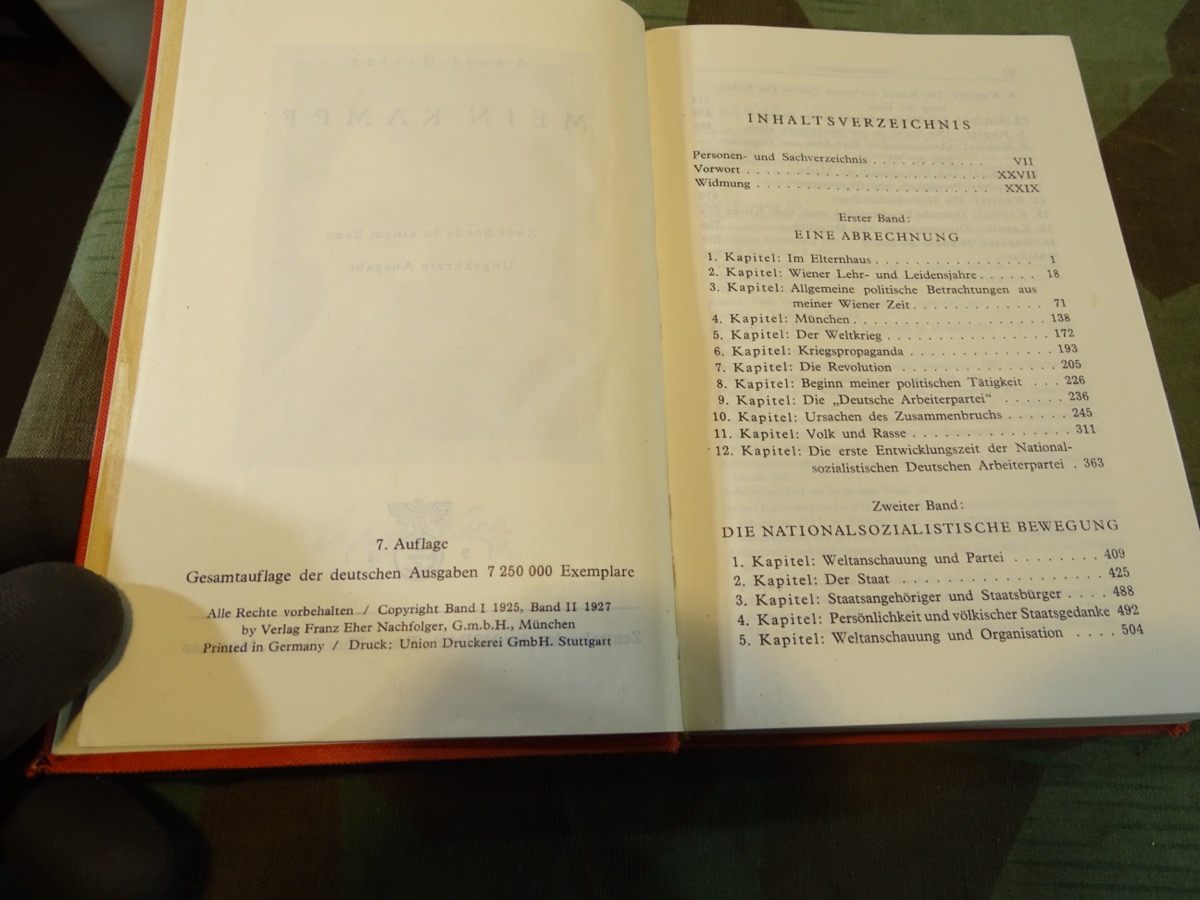 7. Auflage
Gesamtauflage der deutschen Ausgaben 7 250 000 Exemplare
Alle Rechte vorbehalten / Copyright Band I 1925, Band II 1927
by Verlag Franz Eher Nachfolger, G.m.b.H., München
Printed in Germany / Druck: Union Druckerei GmbH. Stuttgart
INHALTSVERZEICHNIS
Personen- und Sachverzeichnis . . . . . . . . . . . VII
Vorwort . . . . . . . . . . . . . . . . . . . . XXVII
Widmung . . . . . . . . . . . . . . . . . . . . XXIX
Erster Band:
EINE ABRECHNUNG
1. Kapitel: Im Elternhaus . . . . . . . . . . . . . . 1
2. Kapitel: Wiener Lehr- und Leidensjahre . . . . . . 18
3. Kapitel: Allgemeine politische Betrachtungen aus
meiner Wiener Zeit . . . . . . . . . . . . . 71
4. Kapitel: München . . . . . . . . . . . . . . . . . 138
5. Kapitel: Der Weltkrieg . . . . . . . . . . . . . . 172
6. Kapitel: Kriegspropaganda . . . . . . . . . . . . 193
7. Kapitel: Die Revolution . . . . . . . . . . . . . 205
8. Kapitel: Beginn meiner politischen Tätigkeit . . . 226
9. Kapitel: Die „Deutsche Arbeiterpartei“ . . . . . . 236
10. Kapitel: Ursachen des Zusammenbruchs . . . . . . 245
11. Kapitel: Volk und Rasse . . . . . . . . . . . . . 311
12. Kapitel: Die erste Entwicklungszeit der National-
sozialistischen Deutschen Arbeiterpartei . 363
Zweiter Band:
DIE NATIONALSOZIALISTISCHE BEWEGUNG
1. Kapitel: Weltanschauung und Partei . . . . . . . . 409
2. Kapitel: Der Staat . . . . . . . . . . . . . . . . 425
3. Kapitel: Staatsangehöriger und Staatsbürger . . . . 488
4. Kapitel: Persönlichkeit und völkischer Staatsgedanke 492
5. Kapitel: Weltanschauung und Organisation . . . . 504